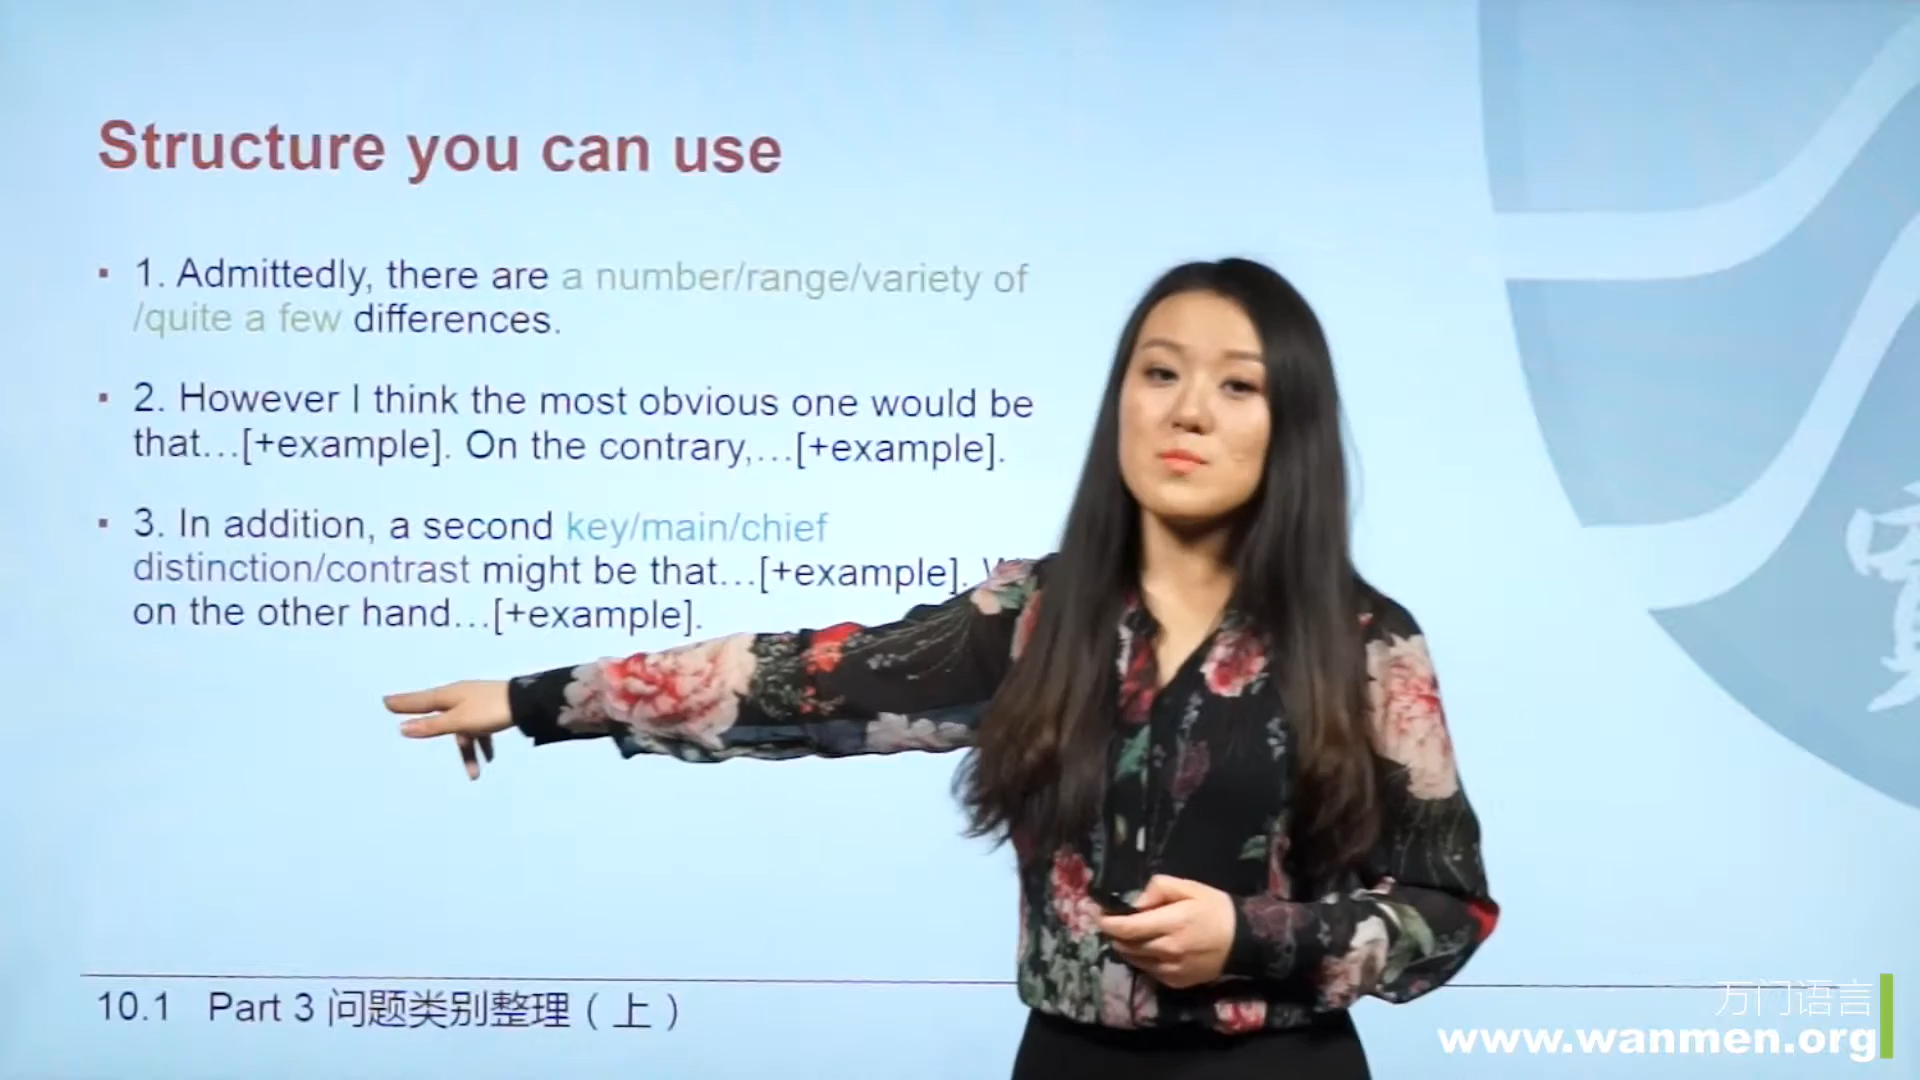 Structure you can use
▪ 1. Admittedly, there are a number/range/variety of
/quite a few differences.
▪ 2. However I think the most obvious one would be
that…[+example]. On the contrary,…[+example].
▪ 3. In addition, a second key/main/chief
distinction/contrast might be that…[+example].
on the other hand…[+example].
10.1 Part 3 问题类别整理（上）
万门语言
www.wanmen.org